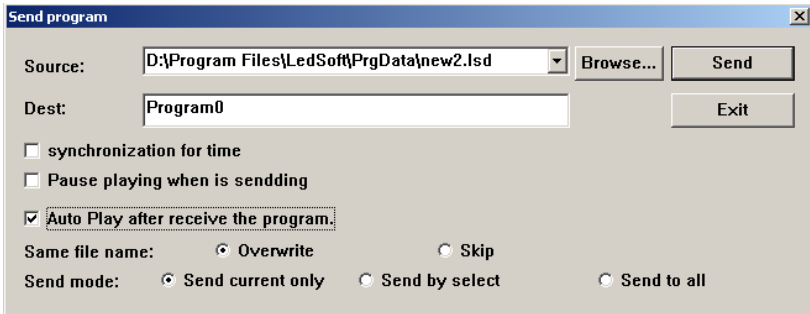 Send program
Source: D:\Program Files\LedSoft\PrgData\new2.lsd Browse... Send
Dest: Program0 Exit
synchronization for time
Pause playing when is sendding
Auto Play after receive the program.
Same file name: Overwrite Skip
Send mode: Send current only Send by select Send to all